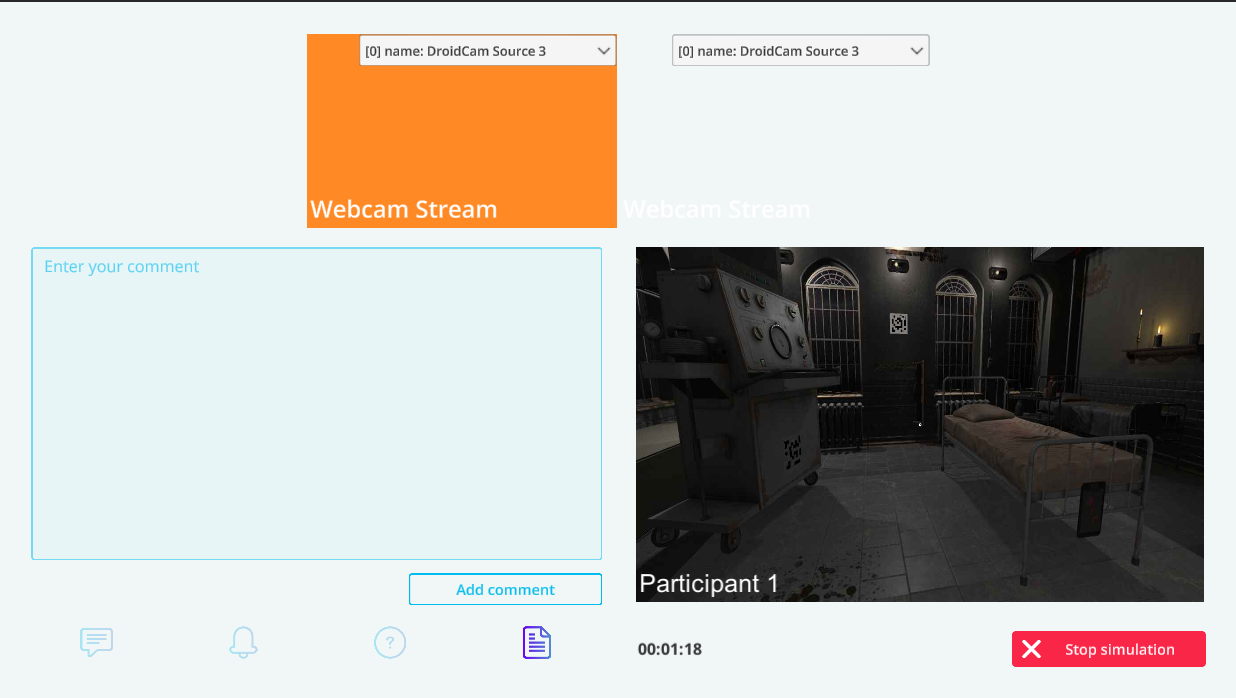 [0] name: DroidCam Source 3
[0] name: DroidCam Source 3
Webcam Stream
Webcam Stream
Enter your comment
Participant 1
Add comment
?
00:01:18
Stop simulation